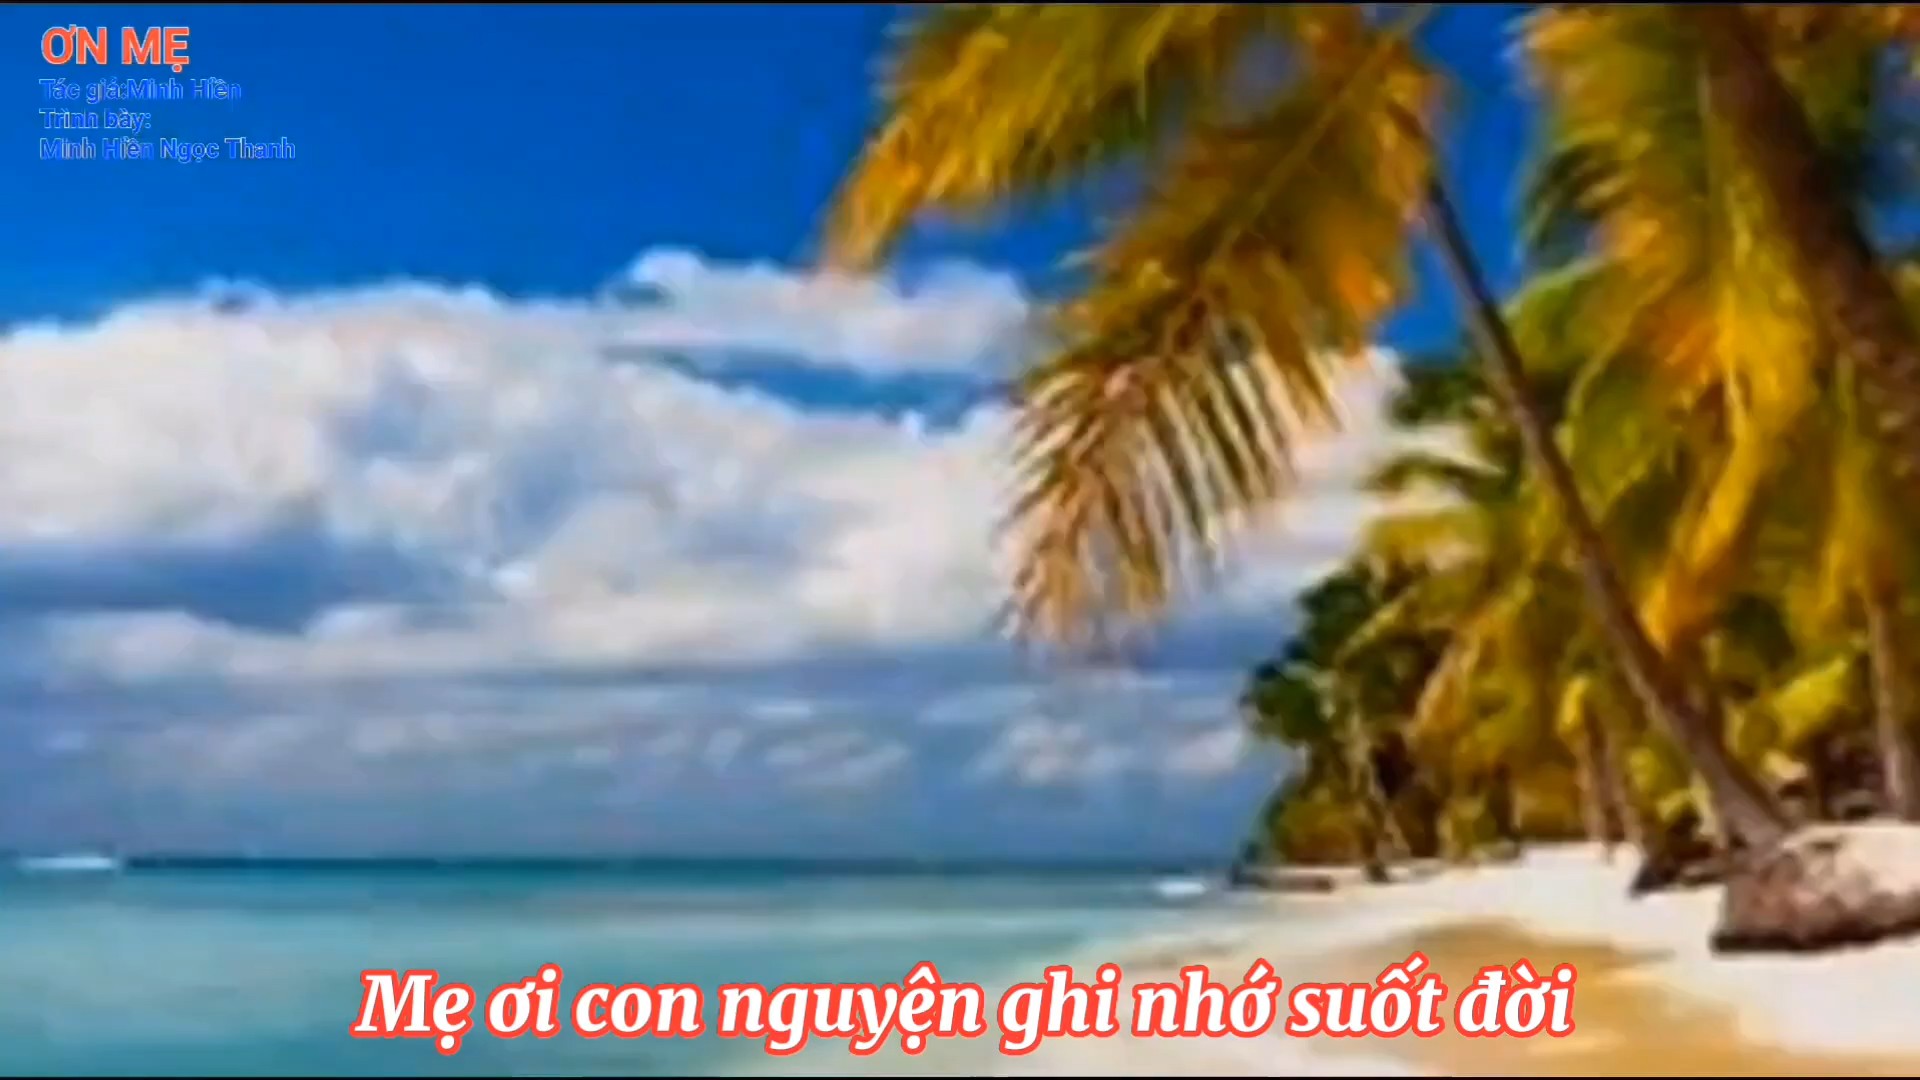 ƠN MẸ
Tác giả:Minh Hiền
Trình bày:
Minh Hiền Ngọc Thanh
Mẹ ơi con nguyện ghi nhớ suốt đời